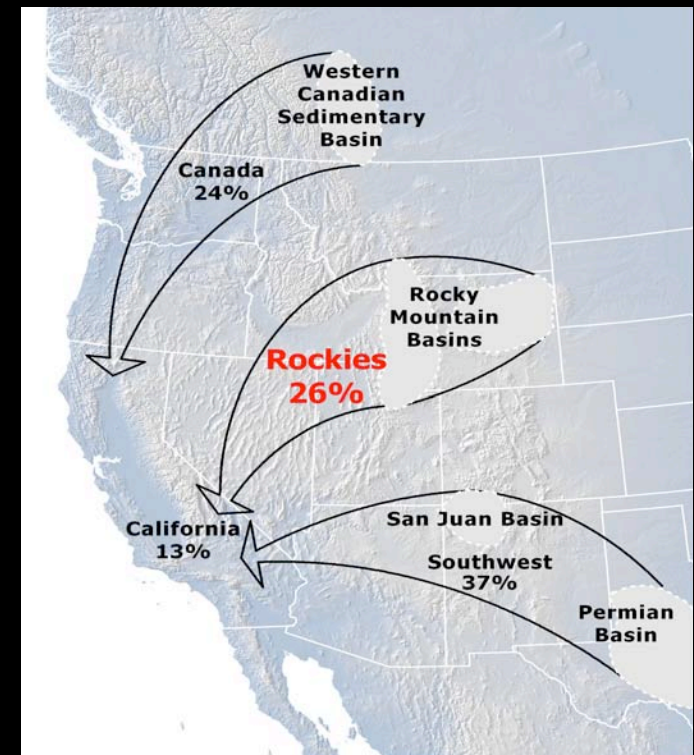 Western
Canadian
Sedimentary
Basin
Canada
24%
Rocky
Mountain
Basins
Rockies
26%
San Juan Basin
California
13%
Southwest
37%
Permian
Basin